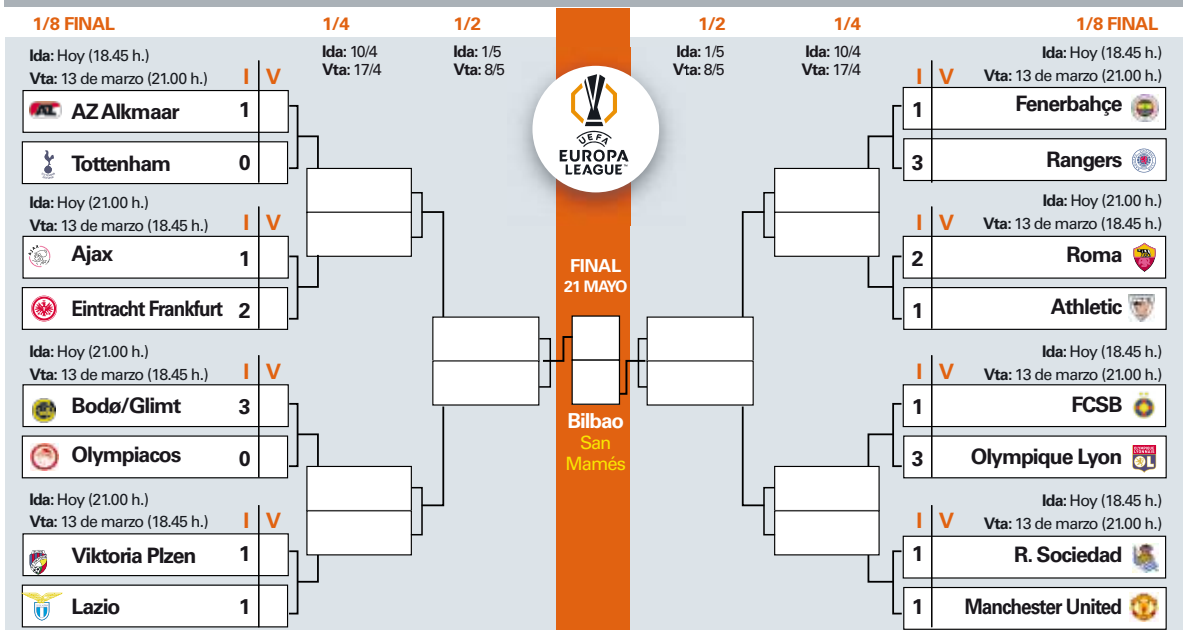 1/8 FINAL
1/4
1/2
1/2
1/4
1/8 FINAL
Ida: 10/4
Vta: 17/4
Ida: 1/5
Vta: 8/5
Ida: 1/5
Vta: 8/5
Ida: 10/4
Vta: 17/4
Ida: Hoy (18.45 h.)
Vta: 13 de marzo (21.00 h.) I V
AZ Alkmaar 1
Tottenham 0
Ida: Hoy (21.00 h.)
Vta: 13 de marzo (18.45 h.) I V
Ajax 1
Eintracht Frankfurt 2
Ida: Hoy (21.00 h.)
Vta: 13 de marzo (18.45 h.) I V
Bodø/Glimt 3
Olympiacos 0
Ida: Hoy (21.00 h.)
Vta: 13 de marzo (18.45 h.) I V
Viktoria Plzen 1
Lazio 1
UEFA
EUROPA
LEAGUE
FINAL
21 MAYO
Bilbao
San
Mamés
Ida: Hoy (18.45 h.)
I V Vta: 13 de marzo (21.00 h.)
1 Fenerbahçe
3 Rangers
Ida: Hoy (21.00 h.)
I V Vta: 13 de marzo (18.45 h.)
2 Roma
1 Athletic
Ida: Hoy (18.45 h.)
I V Vta: 13 de marzo (21.00 h.)
1 FCSB
3 Olympique Lyon
Ida: Hoy (18.45 h.)
I V Vta: 13 de marzo (21.00 h.)
1 R. Sociedad
1 Manchester United